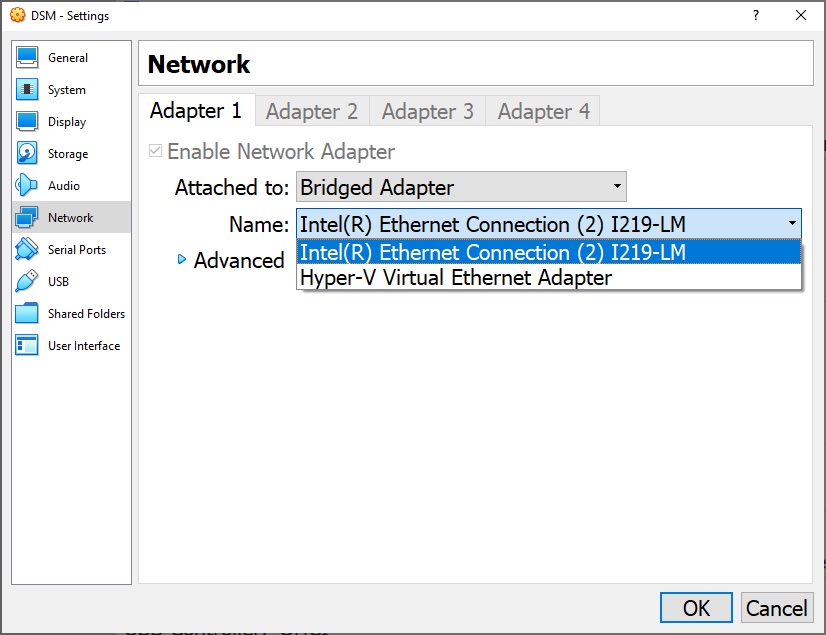 DSM - Settings
?
General
System
Display
Storage
Audio
Network
Serial Ports
USB
Shared Folders
User Interface
Network
Adapter 1 Adapter 2 Adapter 3 Adapter 4
Enable Network Adapter
Attached to: Bridged Adapter
Name: Intel(R) Ethernet Connection (2) I219-LM
Intel(R) Ethernet Connection (2) I219-LM
Hyper-V Virtual Ethernet Adapter
Advanced
OK Cancel